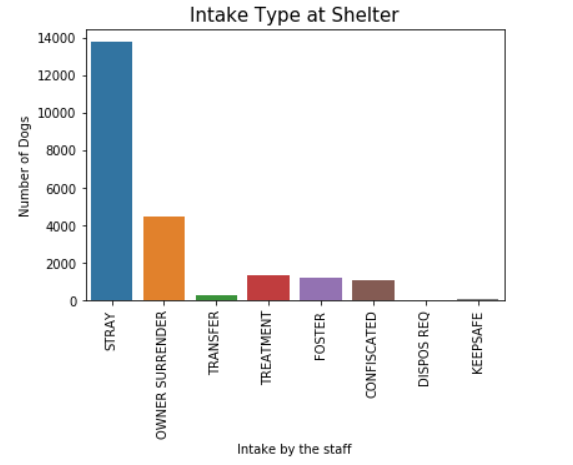 Intake Type at Shelter
Number of Dogs
14000
12000
10000
8000
6000
4000
2000
0
STRAY
OWNER SURRENDER
TRANSFER
TREATMENT
FOSTER
CONFISCATED
DISPOS REQ
KEEPSAFE
Intake by the staff